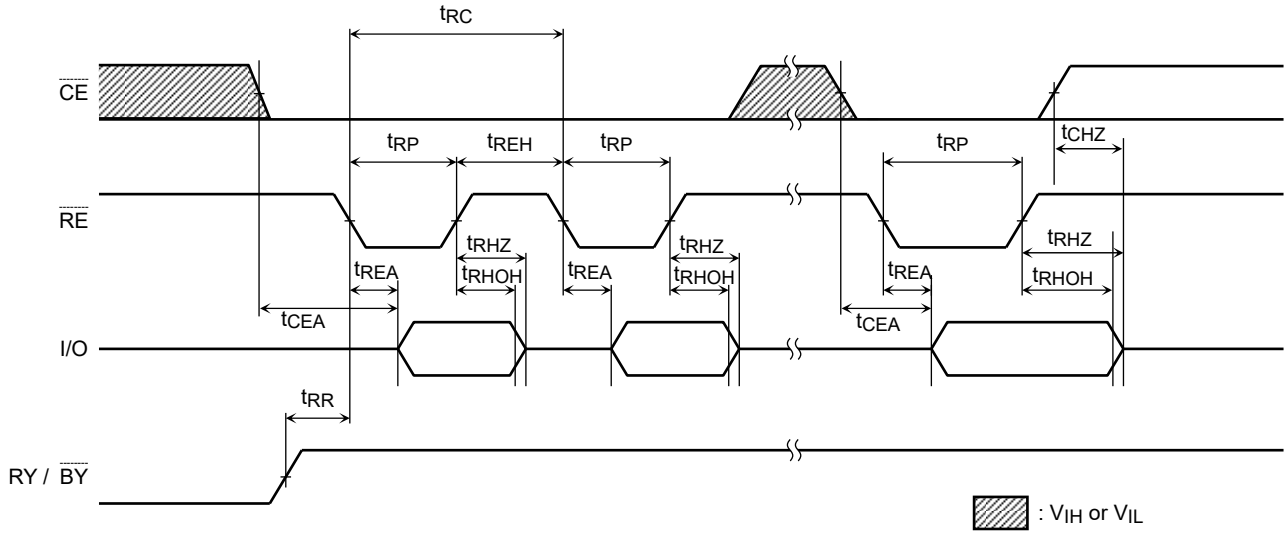 tRC
CE
tRP tREH tRP tRP tCHZ
RE
tRHZ tRHZ tRHZ
tREA tRHOH tREA tRHOH tREA tRHOH
tCEA tCEA
I/O
tRR
RY / BY
: VIH or VIL